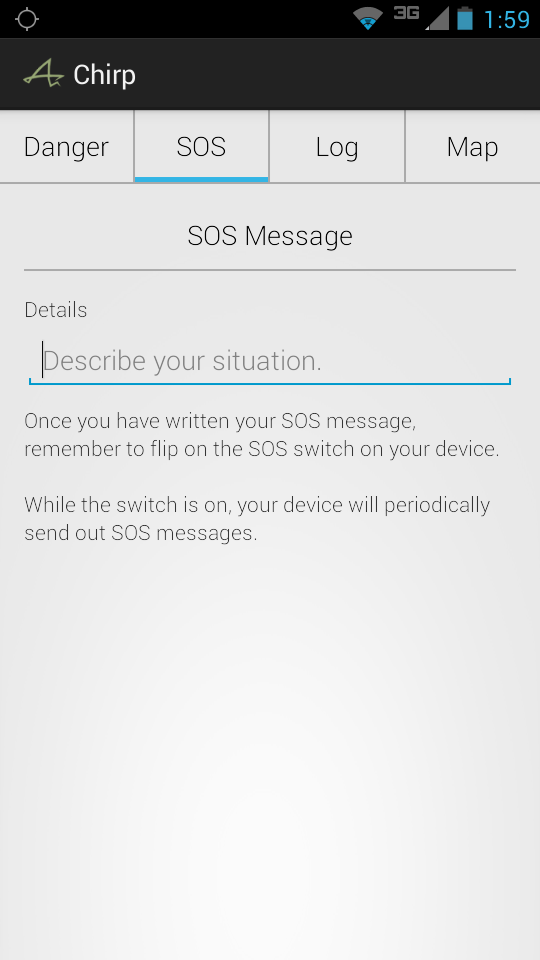 3G 1:59
Chirp
Danger SOS Log Map
SOS Message
Details
Describe your situation.
Once you have written your SOS message,
remember to flip on the SOS switch on your device.
While the switch is on, your device will periodically
send out SOS messages.